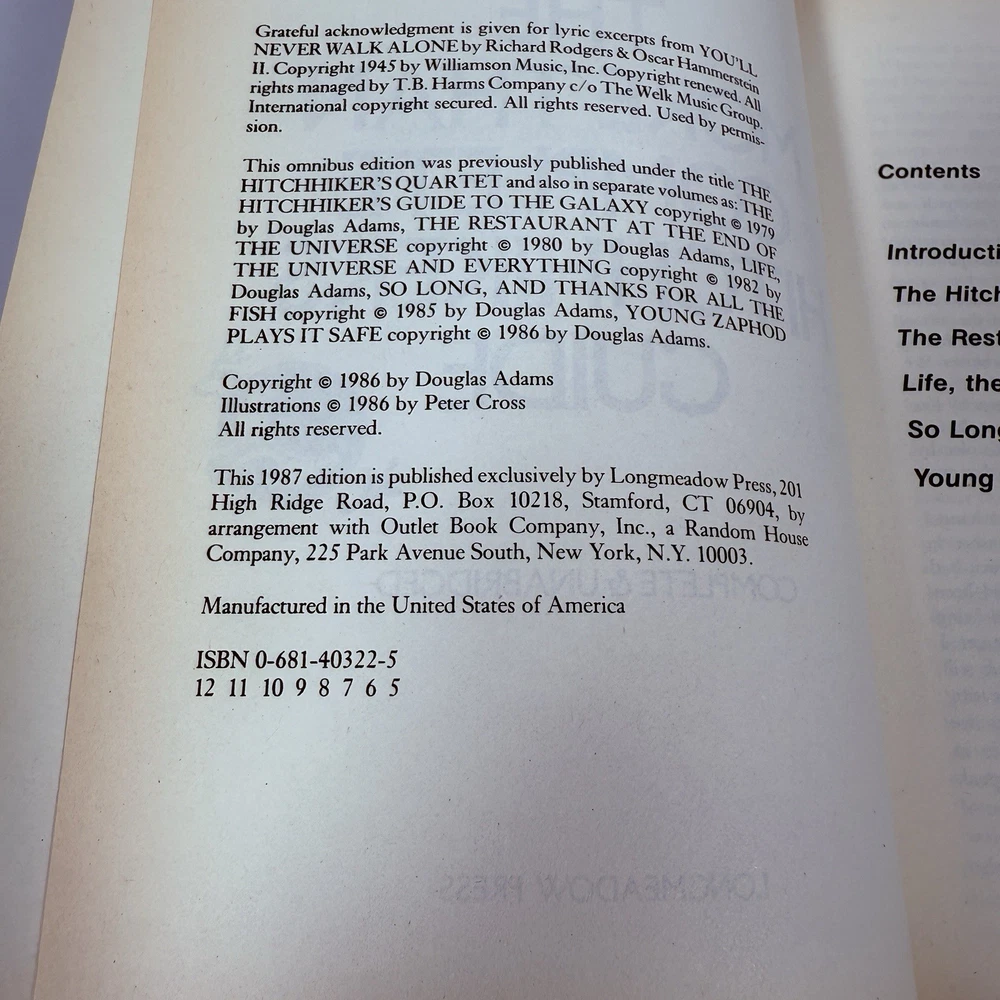 Grateful acknowledgment is given for lyric excerpts from YOU'LL
NEVER WALK ALONE by Richard Rodgers & Oscar Hammerstein
II. Copyright 1945 by Williamson Music, Inc. Copyright renewed. All
rights managed by T.B. Harms Company c/o The Welk Music Group.
International copyright secured. All rights reserved. Used by permis-
sion.
This omnibus edition was previously published under the title THE
HITCHHIKER'S QUARTET and also in separate volumes as: THE
HITCHHIKER'S GUIDE TO THE GALAXY copyright © 1979
by Douglas Adams, THE RESTAURANT AT THE END OF
THE UNIVERSE copyright © 1980 by Douglas Adams, LIFE,
THE UNIVERSE AND EVERYTHING copyright © 1982 by
Douglas Adams, SO LONG, AND THANKS FOR ALL THE
FISH copyright © 1985 by Douglas Adams, YOUNG ZAPHOD
PLAYS IT SAFE copyright © 1986 by Douglas Adams.
Copyright © 1986 by Douglas Adams
Illustrations © 1986 by Peter Cross
All rights reserved.
This 1987 edition is published exclusively by Longmeadow Press, 201
High Ridge Road, P.O. Box 10218, Stamford, CT 06904, by
arrangement with Outlet Book Company, Inc., a Random House
Company, 225 Park Avenue South, New York, N.Y. 10003.
Manufactured in the United States of America
ISBN 0-681-40322-5
12 11 10 9 8 7 6 5
Contents
Introducti
The Hitch
The Rest
Life, the
So Long
Young
COMPLETE & UNABRIDGED
LONGMEADOW PRESS